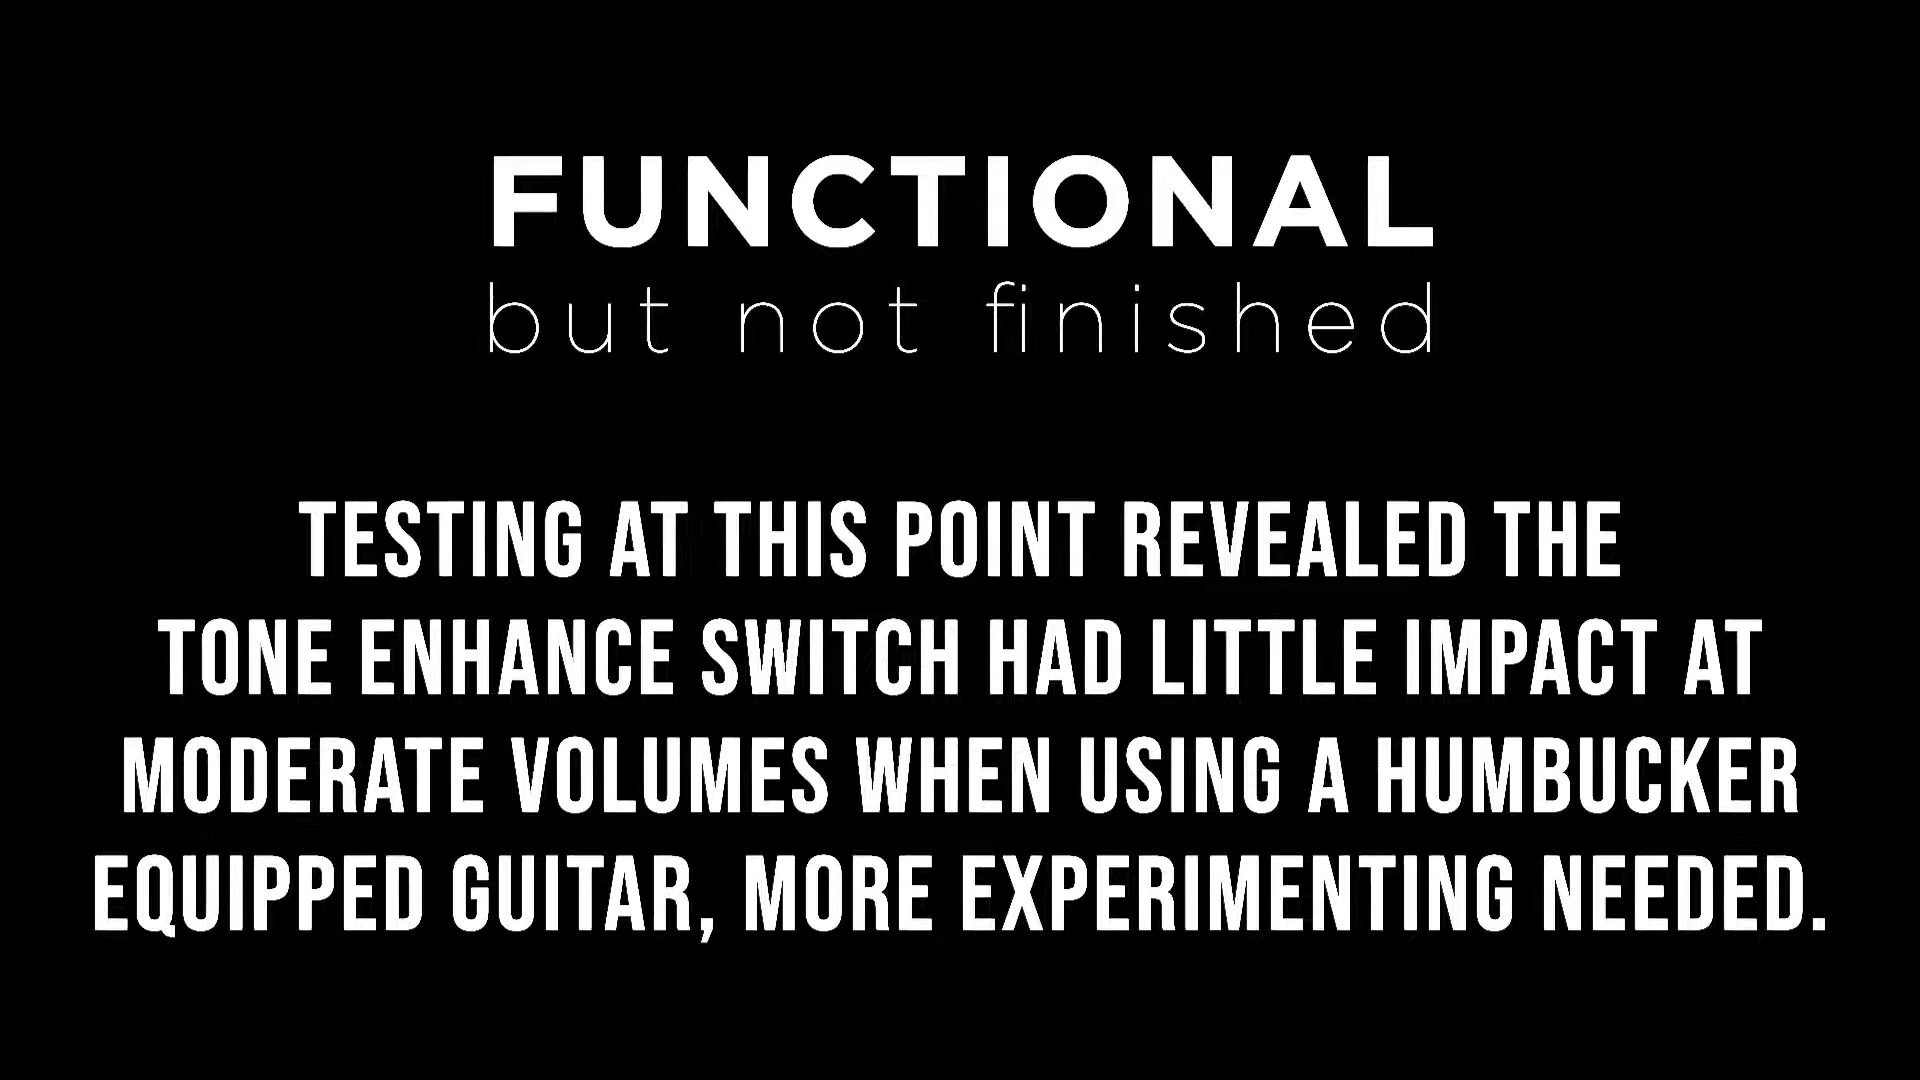 FUNCTIONAL
but not finished
TESTING AT THIS POINT REVEALED THE
TONE ENHANCE SWITCH HAD LITTLE IMPACT AT
MODERATE VOLUMES WHEN USING A HUMBUCKER
EQUIPPED GUITAR, MORE EXPERIMENTING NEEDED.